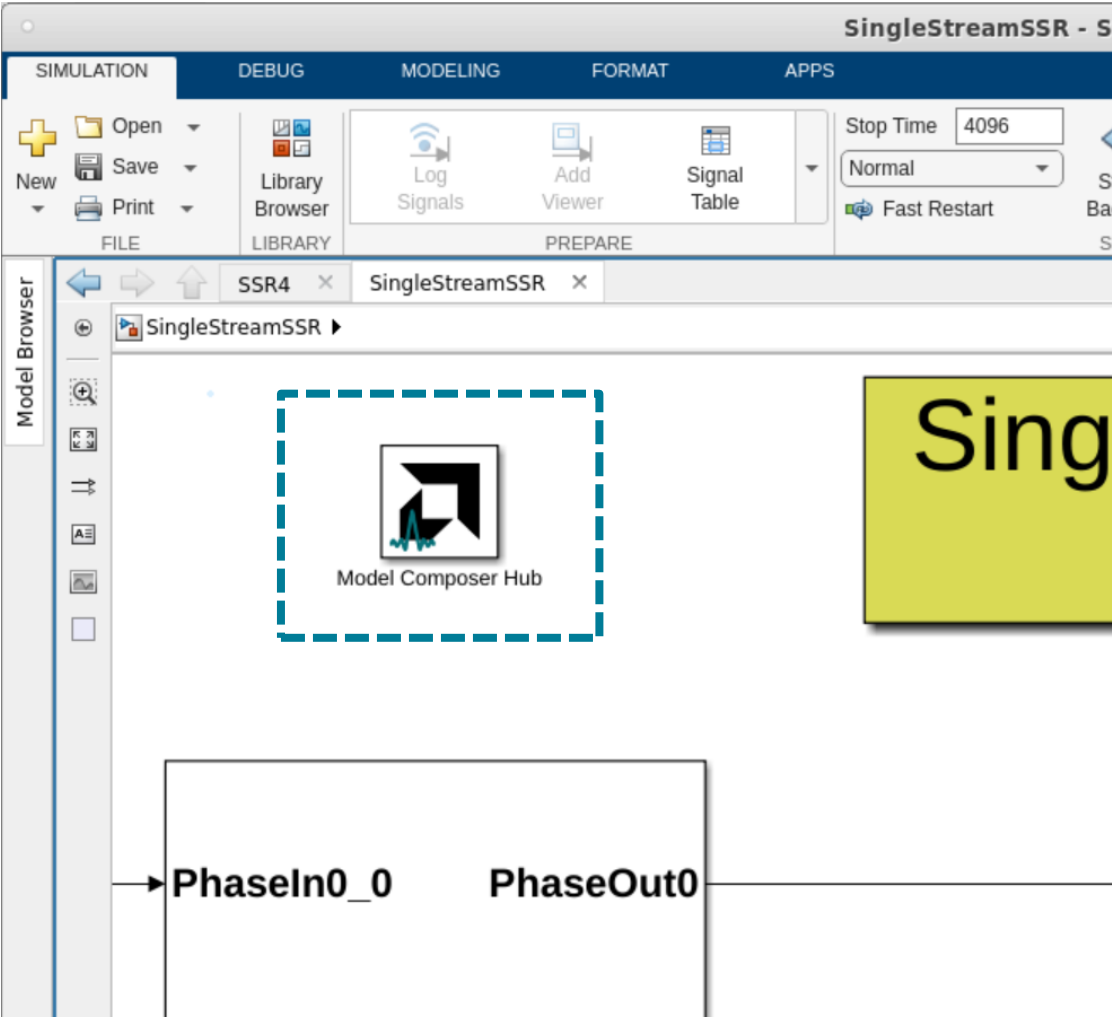 SingleStreamSSR - S
SIMULATION DEBUG MODELING FORMAT APPS
New
Open
Save
Print
FILE
Library
Browser
LIBRARY
Log
Signals
Add
Viewer
Signal
Table
PREPARE
Stop Time 4096
Normal
Fast Restart
Model Browser
SSR4 SingleStreamSSR
SingleStreamSSR
Model Composer Hub
Sing
PhaseIn0_0 PhaseOut0